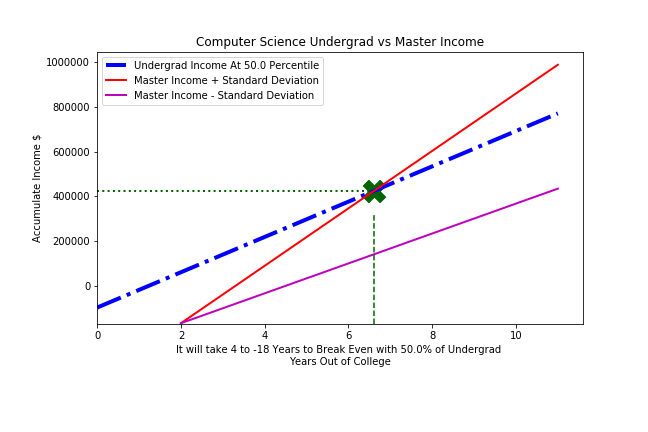 Computer Science Undergrad vs Master Income
1000000
800000
600000
400000
200000
0
Accumulate Income $
Undergrad Income At 50.0 Percentile
Master Income + Standard Deviation
Master Income - Standard Deviation
0 2 4 6 8 10
It will take 4 to -18 Years to Break Even with 50.0% of Undergrad
Years Out of College